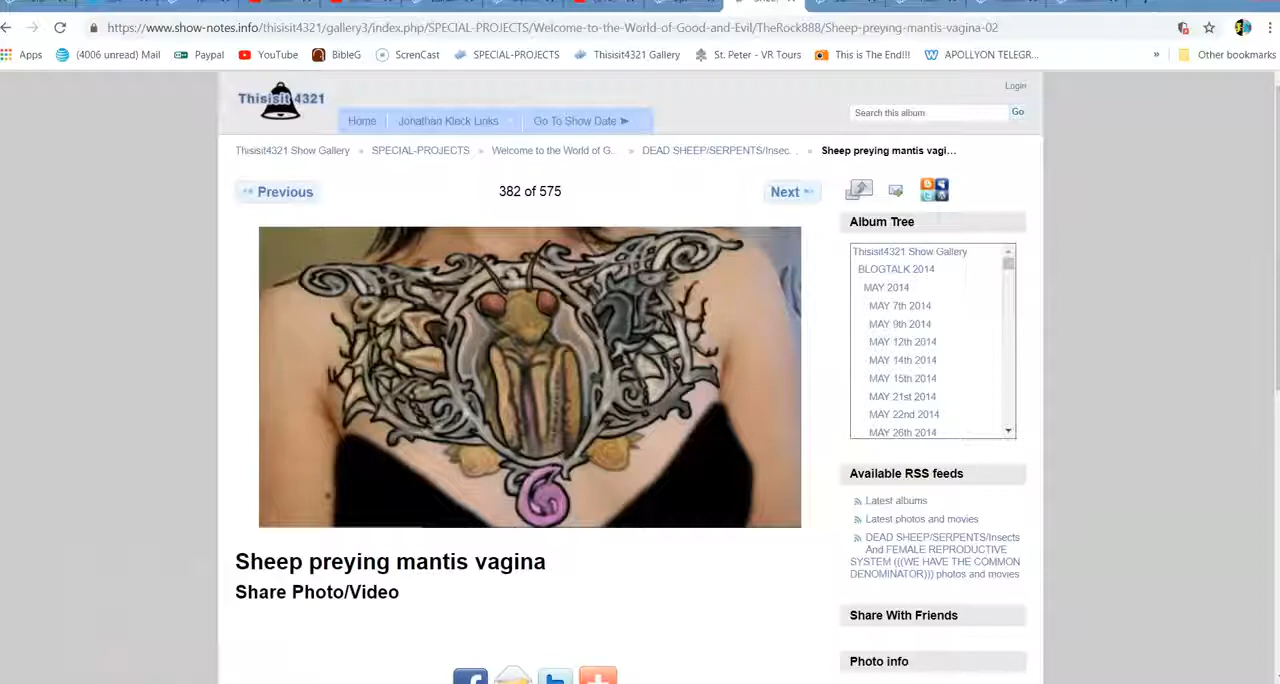 https://www.show-notes.info/thisisit4321/gallery3/index.php/SPECIAL-PROJECTS/Welcome-to-the-World-of-Good-and-Evil/TheRock888/Sheep-preying-mantis-vagina-02
Apps (4006 unread) Mail Paypal YouTube BibleG ScrenCast SPECIAL-PROJECTS Thisisit4321 Gallery St. Peter - VR Tours This is The End!!! APOLLYON TELEGR... » Other bookmarks
Login
Thisisit 4321
Search this album Go
Home Jonathan Kleck Links Go To Show Date ►
Thisisit4321 Show Gallery » SPECIAL-PROJECTS » Welcome to the World of G... » DEAD SHEEP/SERPENTS/Insec... » Sheep preying mantis vagi...
Previous 382 of 575 Next
Album Tree
Thisisit4321 Show Gallery
BLOGTALK 2014
MAY 2014
MAY 7th 2014
MAY 9th 2014
MAY 12th 2014
MAY 14th 2014
MAY 15th 2014
MAY 21st 2014
MAY 22nd 2014
MAY 26th 2014
Available RSS feeds
Latest albums
Latest photos and movies
DEAD SHEEP/SERPENTS/Insects
And FEMALE REPRODUCTIVE
SYSTEM (((WE HAVE THE COMMON
DENOMINATOR))) photos and movies
Sheep preying mantis vagina
Share Photo/Video
Share With Friends
Photo info